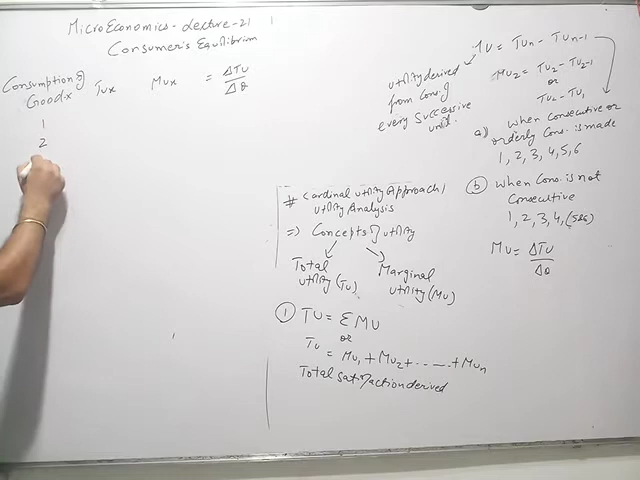 MicroEconomics - Lecture-21
Consumer's Equilibrium
Consumption of Good-x   TUx   MUx = ΔTU/ΔQ
1
2
# Cardinal Utility Approach/
Utility Analysis
⇒ Concepts of utility
Total utility (TU)
Marginal utility (MU)
① TU = ΣMU
or
TU = MU1 + MU2 + ...... + MUn
Total satisfaction derived
utility derived
from Cons. of
every successive
unit.
MU = TUn - TUn-1
MU2 = TU2 - TU2-1
or
TU2 - TU1
a) when consecutive or
orderly Cons. is made
1, 2, 3, 4, 5, 6
ⓑ when Cons. is not
Consecutive
1, 2, 3, 4,
MU = ΔTU/ΔQ